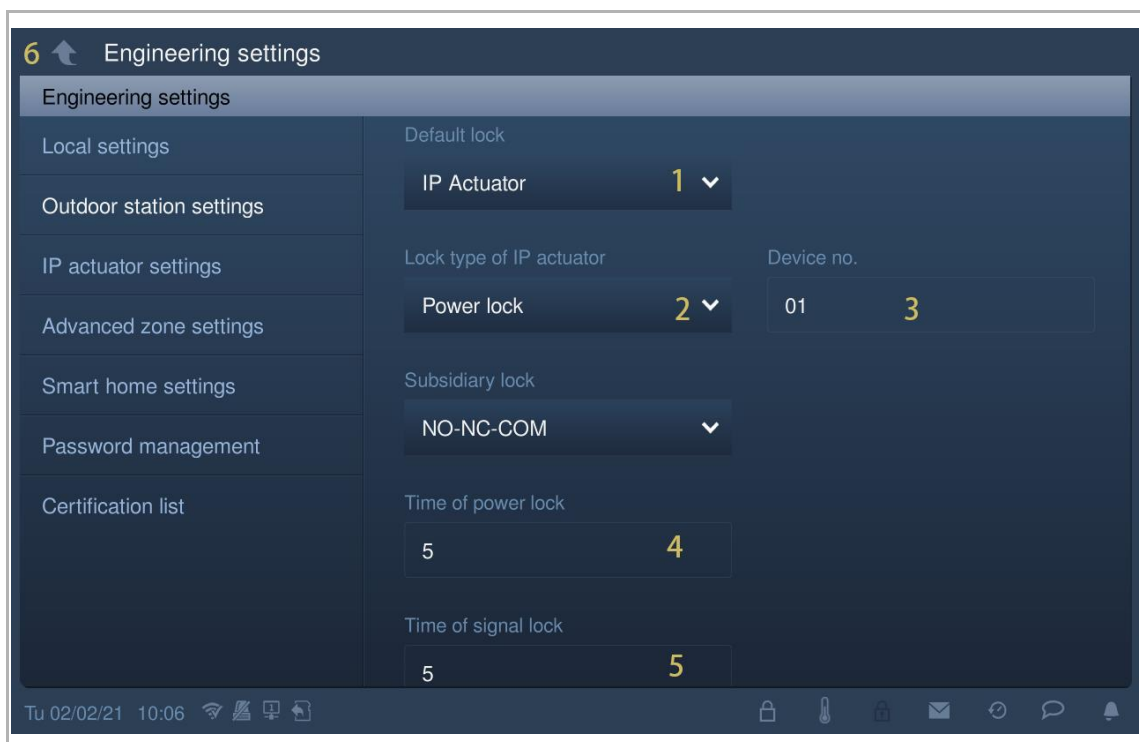 6 Engineering settings
Engineering settings
Local settings
Outdoor station settings
IP actuator settings
Advanced zone settings
Smart home settings
Password management
Certification list
Default lock
IP Actuator 1
Lock type of IP actuator
Power lock 2
Device no.
01 3
Subsidiary lock
NO-NC-COM
Time of power lock
5 4
Time of signal lock
5 5
Tu 02/02/21 10:06